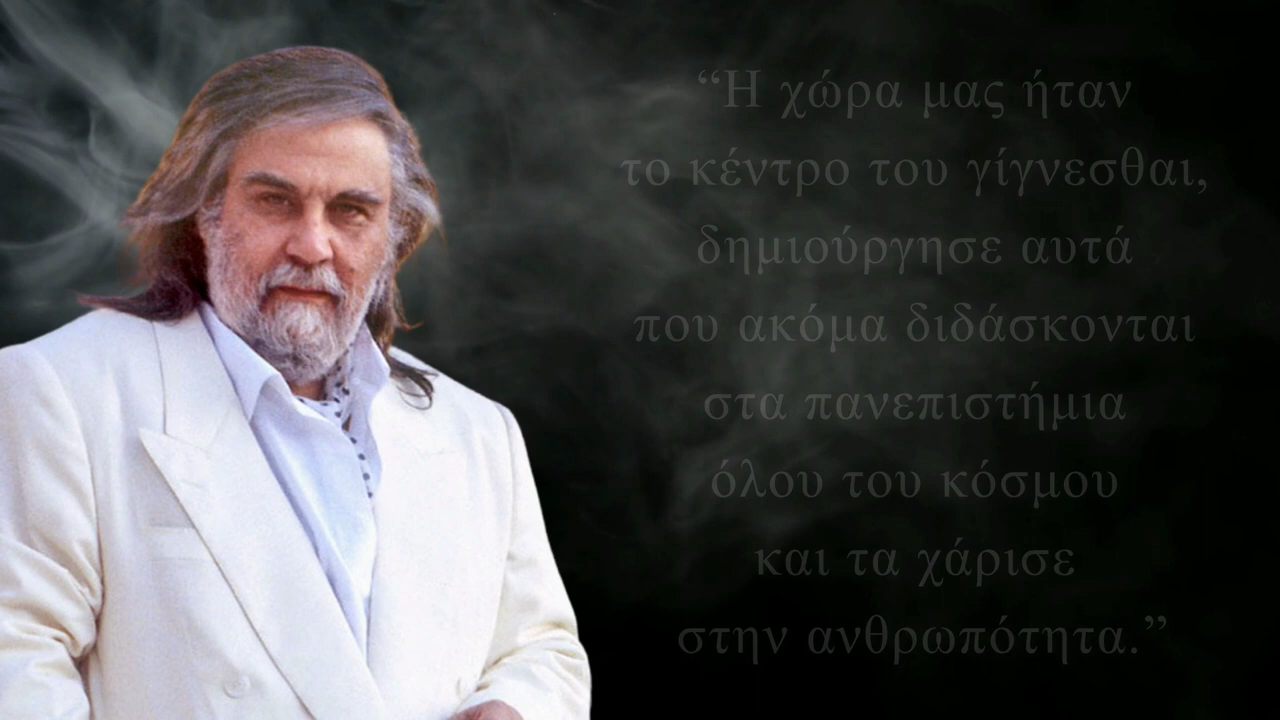 “Η χώρα μας ήταν
το κέντρο του γίγνεσθαι,
δημιούργησε αυτά
που ακόμα διδάσκονται
στα πανεπιστήμια
όλου του κόσμου
και τα χάρισε
στην ανθρωπότητα.”